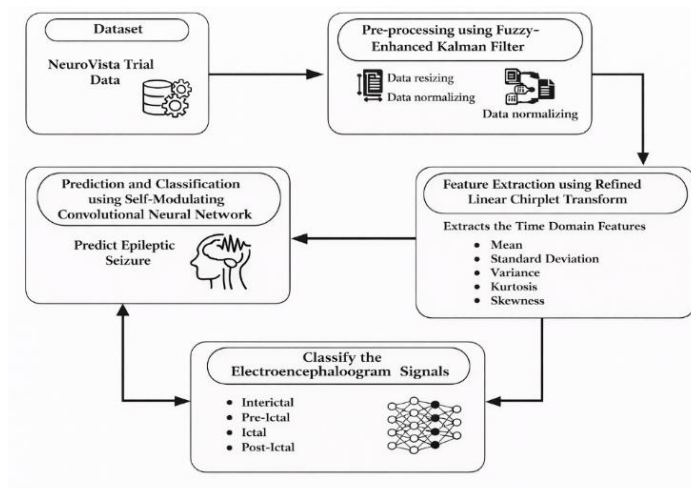 Dataset
NeuroVista Trial
Data
Pre-processing using Fuzzy-
Enhanced Kalman Filter
Data resizing
Data normalizing
Data normalizing
Feature Extraction using Refined
Linear Chirplet Transform
Extracts the Time Domain Features
• Mean
• Standard Deviation
• Variance
• Kurtosis
• Skewness
Prediction and Classification
using Self-Modulating
Convolutional Neural Network
Predict Epileptic
Seizure
Classify the
Electroencephaloogram Signals
• Interictal
• Pre-Ictal
• Ictal
• Post-Ictal